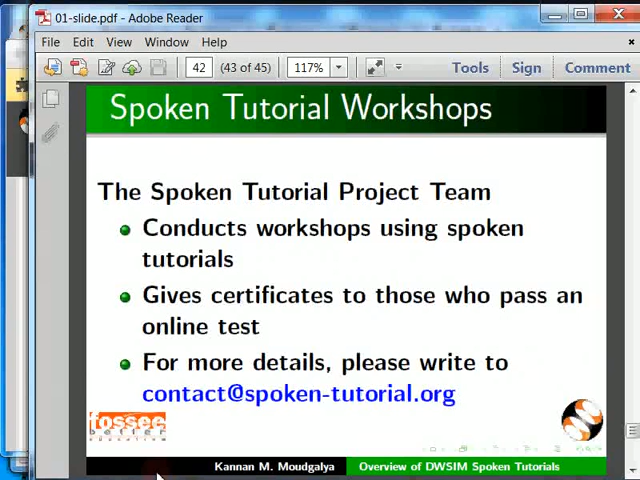 01-slide.pdf - Adobe Reader
File Edit View Window Help
42 (43 of 45) 117% Tools Sign Comment
Spoken Tutorial Workshops
The Spoken Tutorial Project Team
Conducts workshops using spoken
tutorials
Gives certificates to those who pass an
online test
For more details, please write to
contact@spoken-tutorial.org
fossee
Kannan M. Moudgalya Overview of DWSIM Spoken Tutorials